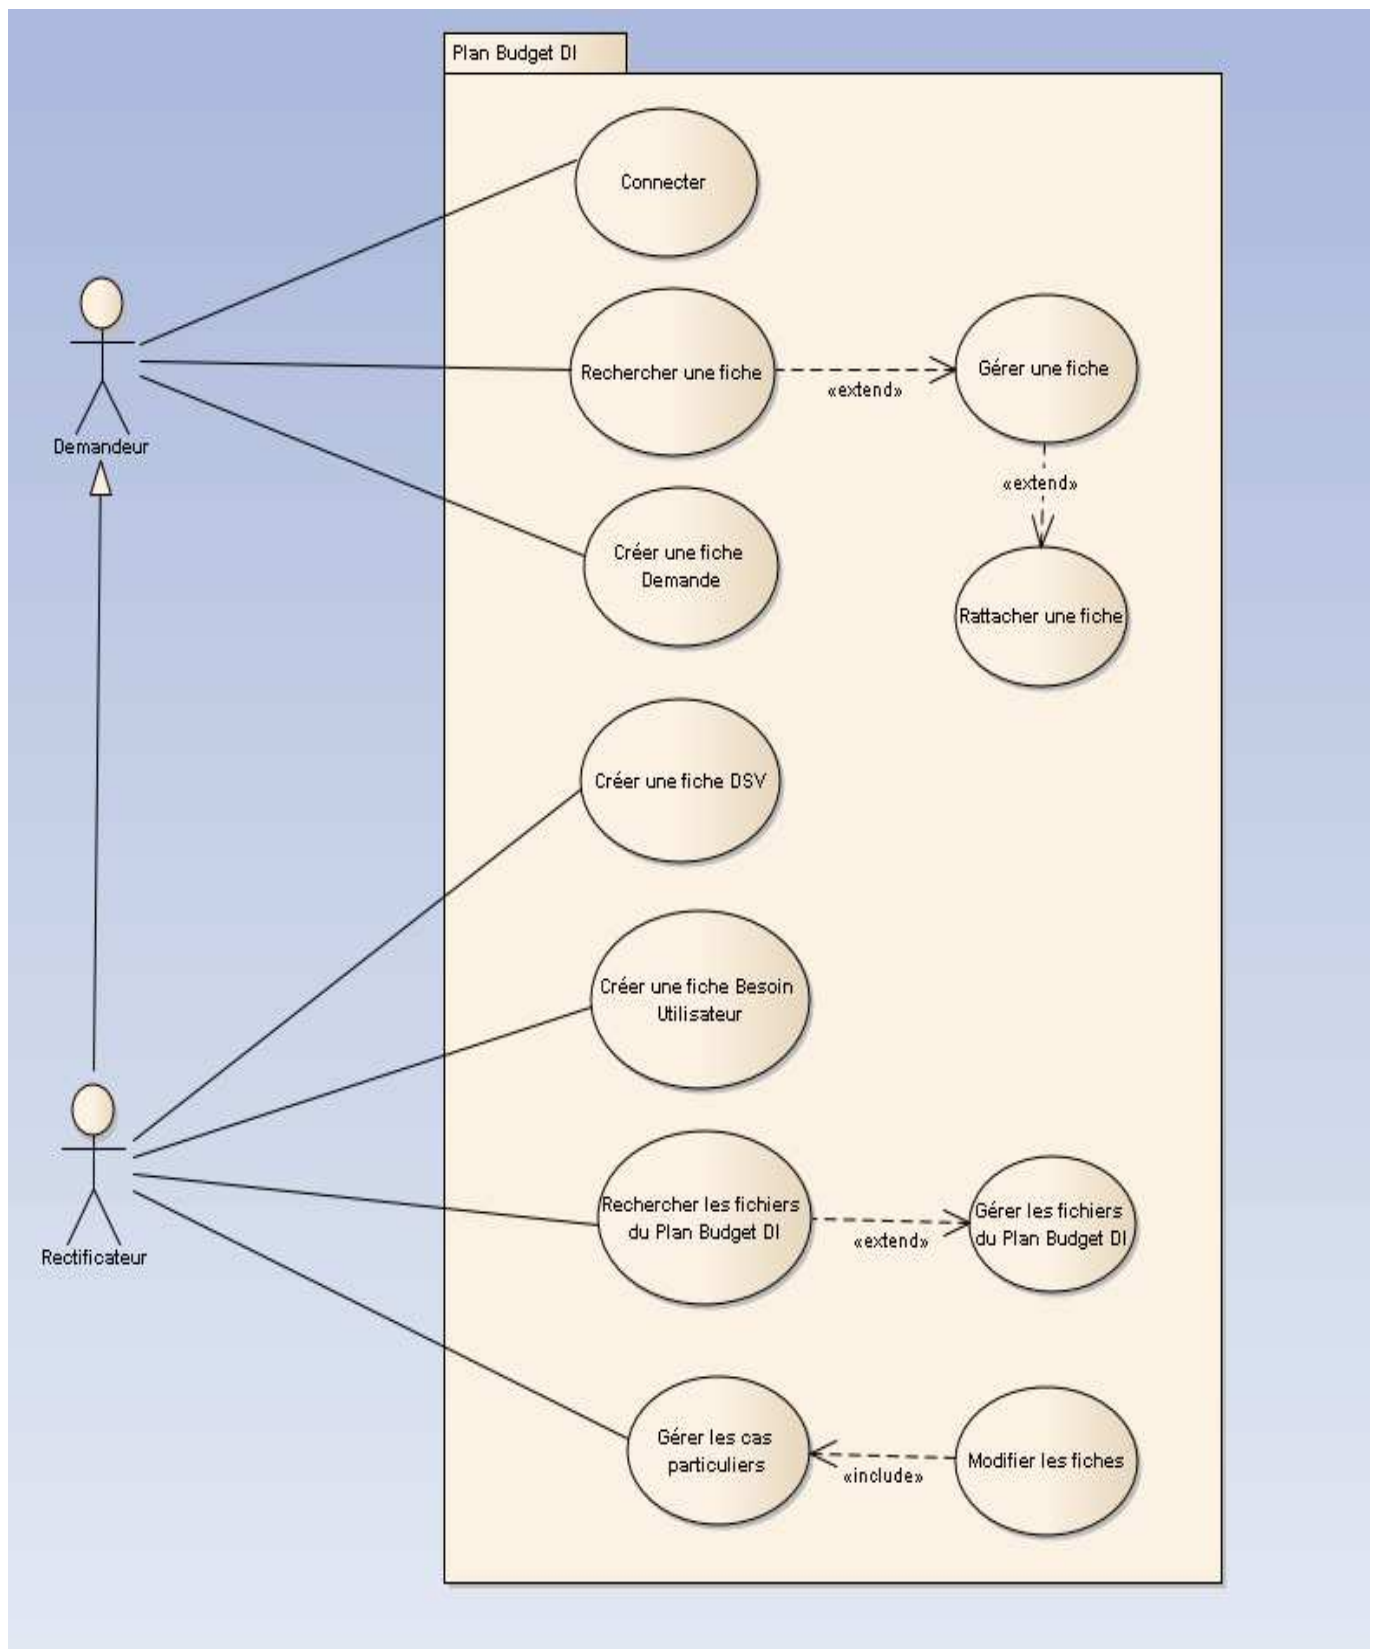 Plan Budget DI
Connecter
Demandeur
Rechercher une fiche
«extend»
Gérer une fiche
«extend»
Créer une fiche
Demande
Rattacher une fiche
Créer une fiche DSV
Créer une fiche Besoin
Utilisateur
Rectificateur
Rechercher les fichiers
du Plan Budget DI
«extend»
Gérer les fichiers
du Plan Budget DI
Gérer les cas
particuliers
«include»
Modifier les fiches